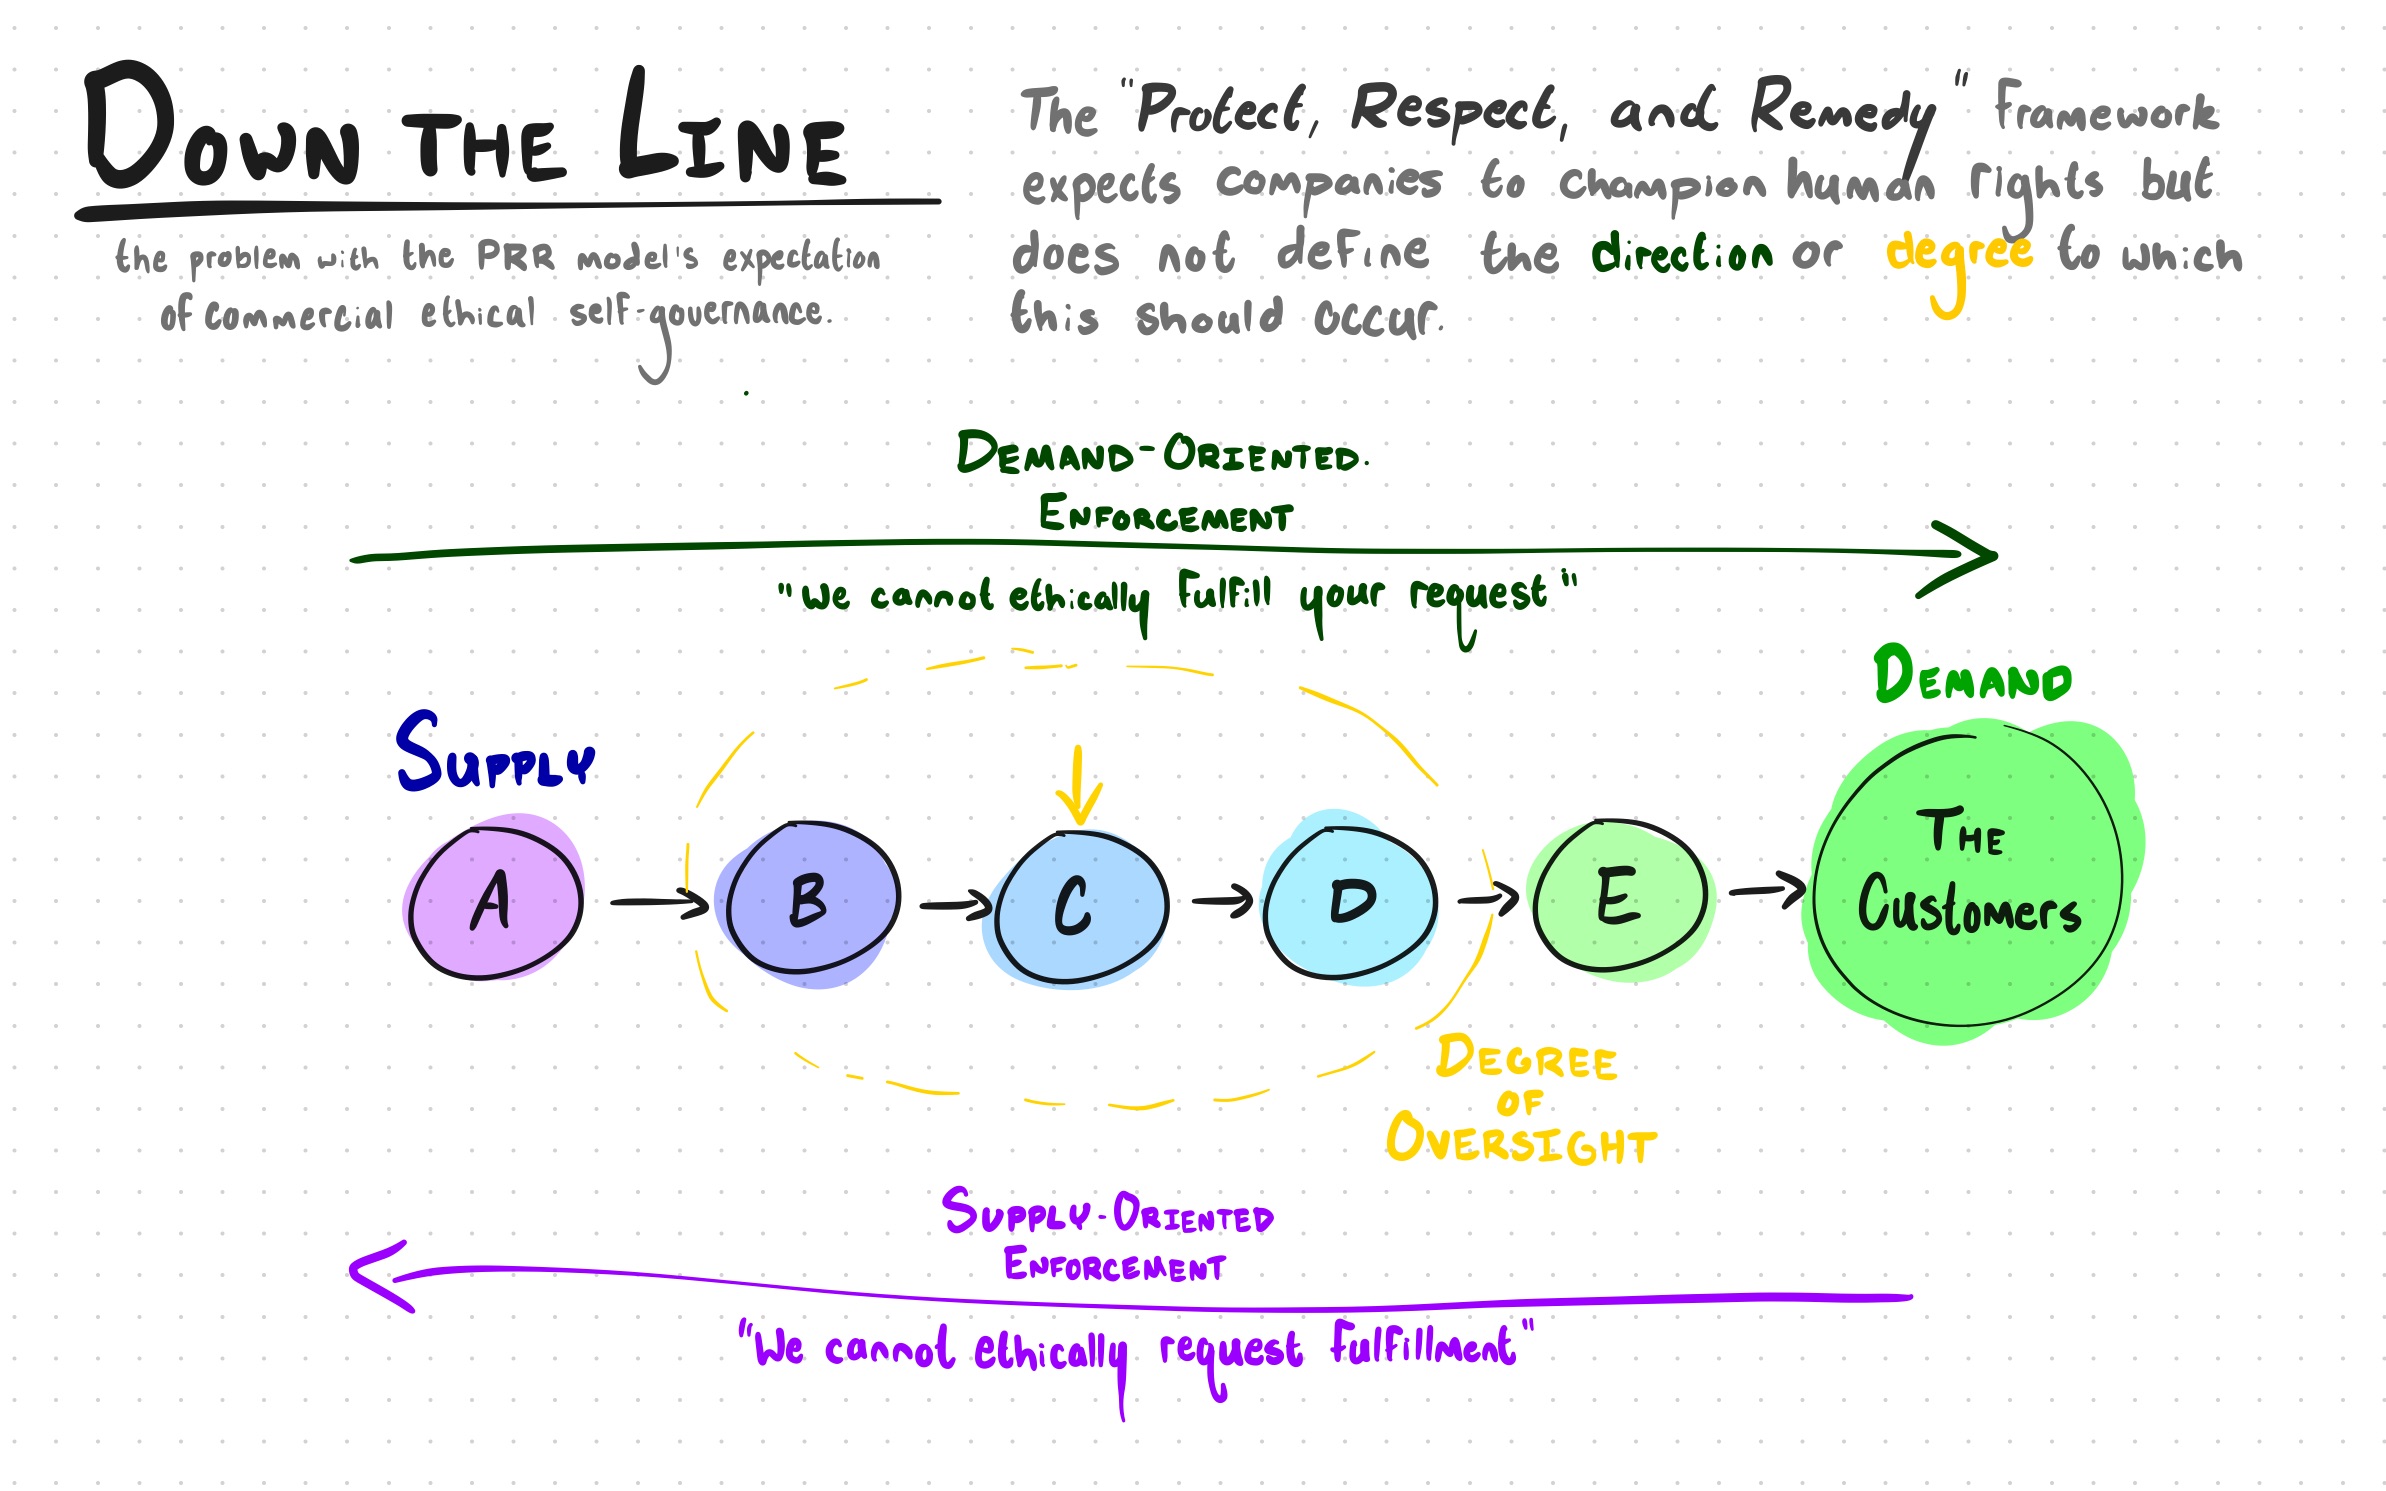 DOWN THE LINE
the problem with the PRR model's expectation
of commercial ethical self-governance.
The "Protect, Respect, and Remedy" framework
expects companies to champion human rights but
does not define the direction or degree to which
this should occur.
DEMAND-ORIENTED
ENFORCEMENT
"We cannot ethically fulfill your request"
DEMAND
SUPPLY
A
B
C
D
E
THE
Customers
DEGREE
OF
OVERSIGHT
SUPPLY-ORIENTED
ENFORCEMENT
"We cannot ethically request fulfillment"